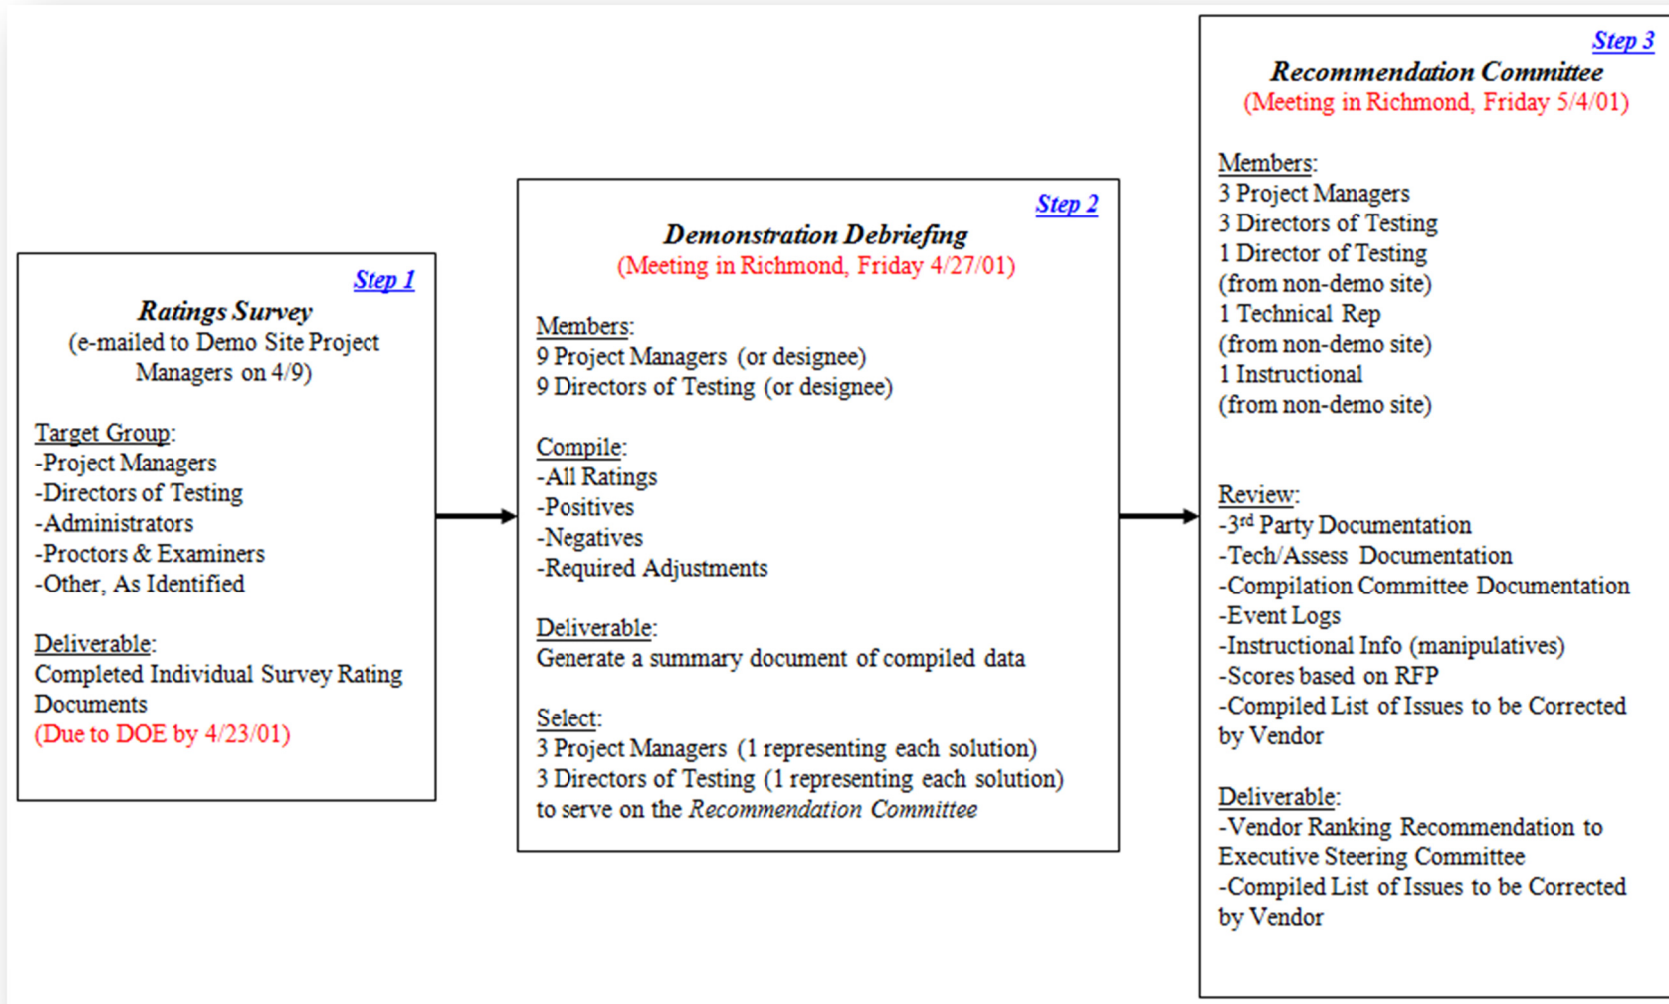 Step 1
Ratings Survey
(e-mailed to Demo Site Project
Managers on 4/9)
Target Group:
-Project Managers
-Directors of Testing
-Administrators
-Proctors & Examiners
-Other, As Identified
Deliverable:
Completed Individual Survey Rating
Documents
(Due to DOE by 4/23/01)
Step 2
Demonstration Debriefing
(Meeting in Richmond, Friday 4/27/01)
Members:
9 Project Managers (or designee)
9 Directors of Testing (or designee)
Compile:
-All Ratings
-Positives
-Negatives
-Required Adjustments
Deliverable:
Generate a summary document of compiled data
Select:
3 Project Managers (1 representing each solution)
3 Directors of Testing (1 representing each solution)
to serve on the Recommendation Committee
Step 3
Recommendation Committee
(Meeting in Richmond, Friday 5/4/01)
Members:
3 Project Managers
3 Directors of Testing
1 Director of Testing
(from non-demo site)
1 Technical Rep
(from non-demo site)
1 Instructional
(from non-demo site)
Review:
-3rd Party Documentation
-Tech/Assess Documentation
-Compilation Committee Documentation
-Event Logs
-Instructional Info (manipulatives)
-Scores based on RFP
-Compiled List of Issues to be Corrected
by Vendor
Deliverable:
-Vendor Ranking Recommendation to
Executive Steering Committee
-Compiled List of Issues to be Corrected
by Vendor